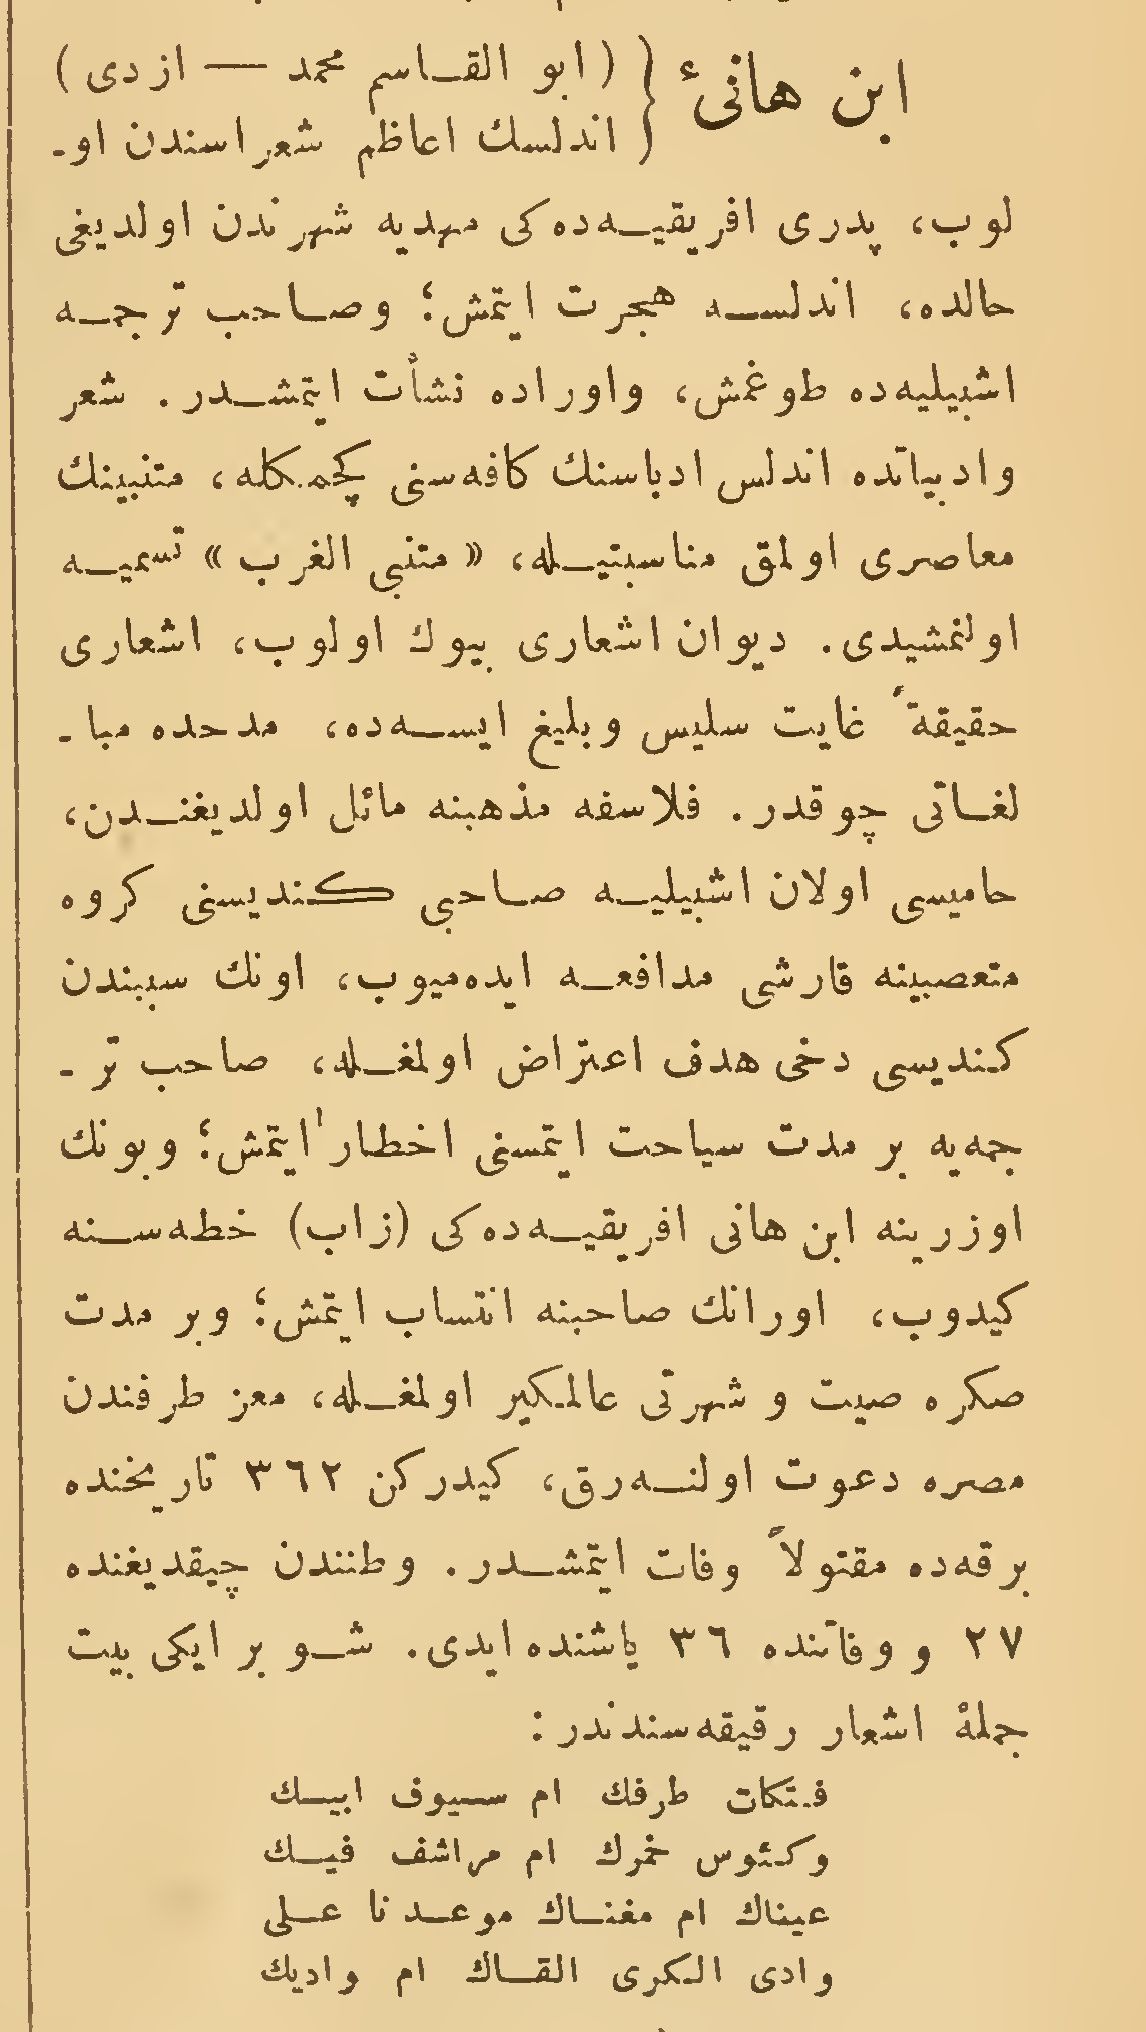 ابن هانئ { (ابو القاسم محمد — ازدی)
اندلسك اعاظم شعراسندن او-
لوب، پدری افریقیه‌ده‌کی مهدیه شهرندن اولدیغی
حالده، اندلسه هجرت ایتمش؛ وصاحب ترجمه
اشبیلیه‌ده طوغمش، واوراده نشأت ایتمشدر. شعر
وادبیاتده اندلس ادباسنك كافه‌سنی كچمكله، متنبینك
معاصری اولمق مناسبتیله، «متنبی الغرب» تسمیه
اولنمشیدی. دیوان اشعاری بیوك اولوب، اشعاری
حقیقةً غایت سلیس وبلیغ ایسه‌ده، مدحده مبا-
لغاتی چوقدر. فلاسفه مذهبنه مائل اولدیغندن،
حامیسی اولان اشبیلیه صاحبی كندیسنی كروه
متعصبینه قارشی مدافعه ایده‌میوب، اونك سببندن
كندیسی دخی هدف اعتراض اولمغله، صاحب تر-
جمه‌یه بر مدت سیاحت ایتمسنی اخطار ایتمش؛ وبونك
اوزرینه ابن هانی افریقیه‌ده‌كی (زاب) خطه‌سنه
كیدوب، اورانك صاحبنه انتساب ایتمش؛ وبر مدت
صكره صیت و شهرتی عالمكیر اولمغله، معز طرفندن
مصره دعوت اولنه‌رق، كیدركن ٣٦٢ تاریخنده
برقه‌ده مقتولاً وفات ایتمشدر. وطنندن چیقدیغنده
٢٧ و وفاتنده ٣٦ یاشنده ایدی. شو بر ایكی بیت
جملهٔ اشعار رقیقه‌سندندر:
فتكات طرفك ام سیوف ابیك
وكئوس خمرك ام مراشف فیك
عیناك ام مغناك موعدنا علی
وادی الكری القاك ام وادیك